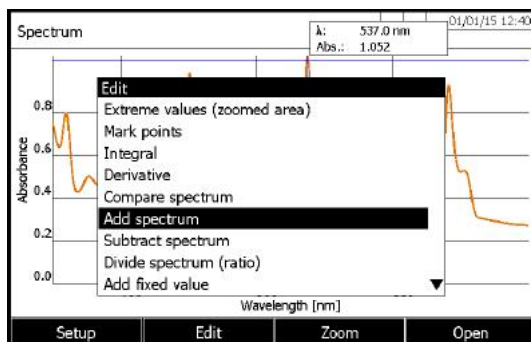 Spectrum
λ: 537.0 nm
Abs.: 1.052
01/01/15 12:40
Edit
Extreme values (zoomed area)
Mark points
Integral
Derivative
Compare spectrum
Add spectrum
Subtract spectrum
Divide spectrum (ratio)
Add fixed value
Absorbance
0.8
0.6
0.4
0.2
0.0
Wavelength [nm]
Setup Edit Zoom Open